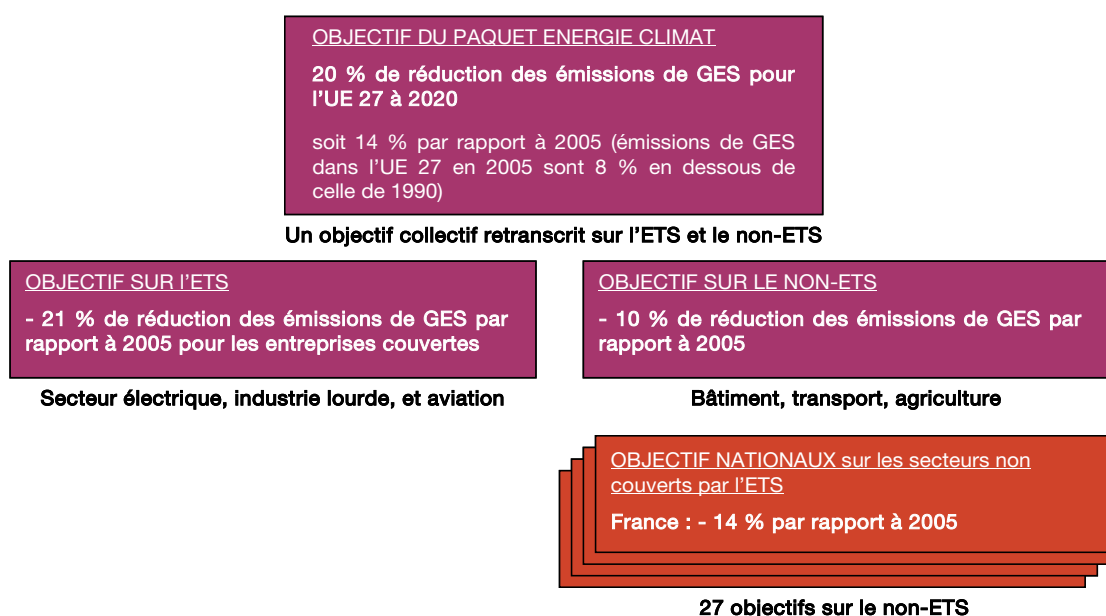 OBJECTIF DU PAQUET ENERGIE CLIMAT
20 % de réduction des émissions de GES pour
l'UE 27 à 2020
soit 14 % par rapport à 2005 (émissions de GES
dans l'UE 27 en 2005 sont 8 % en dessous de
celle de 1990)
Un objectif collectif retranscrit sur l'ETS et le non-ETS
OBJECTIF SUR l'ETS
- 21 % de réduction des émissions de GES par
rapport à 2005 pour les entreprises couvertes
Secteur électrique, industrie lourde, et aviation
OBJECTIF SUR LE NON-ETS
- 10 % de réduction des émissions de GES par
rapport à 2005
Bâtiment, transport, agriculture
OBJECTIF NATIONAUX sur les secteurs non
couverts par l'ETS
France : - 14 % par rapport à 2005
27 objectifs sur le non-ETS